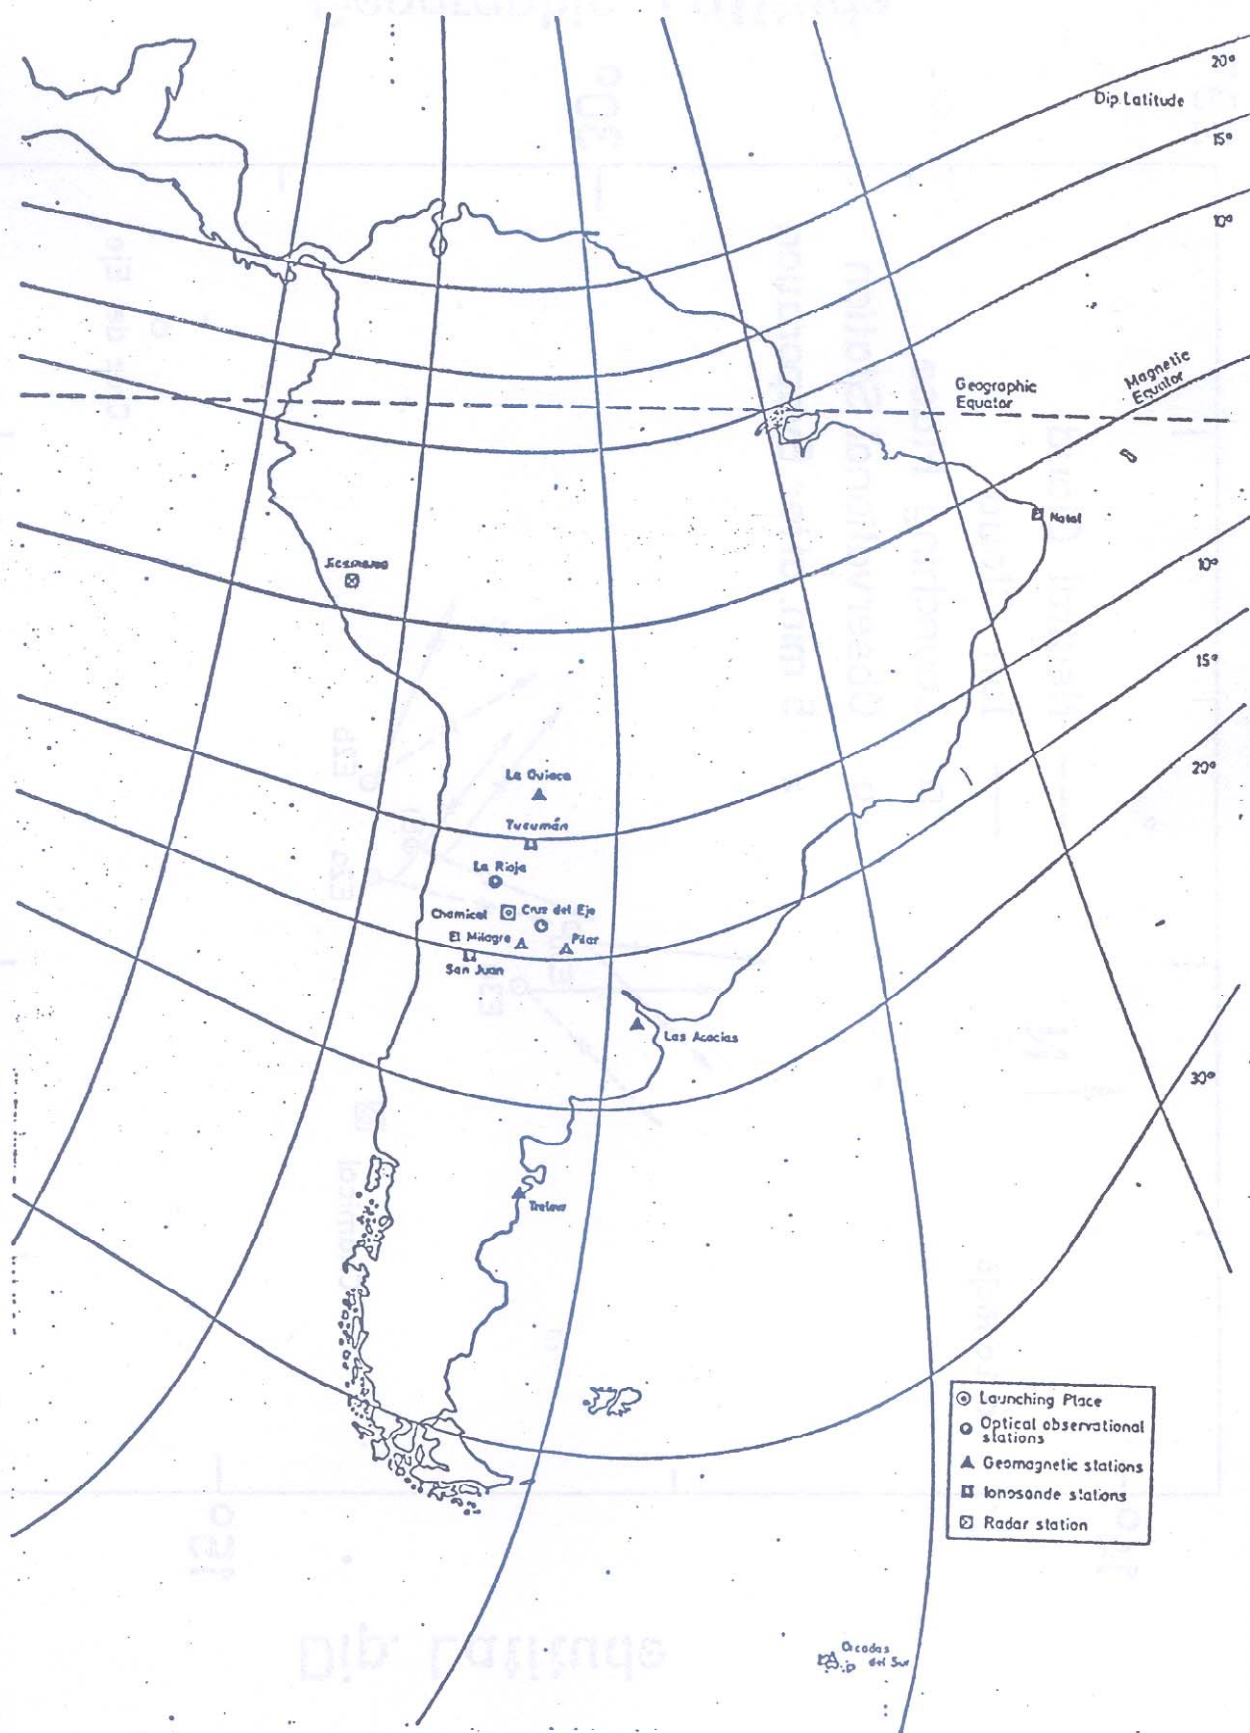 20°
Dip. Latitude
15°
10°
Geographic
Equator
Magnetic
Equator
Natal
10°
15°
La Quiaca
20°
Tucumán
La Rioja
Chamical
Cruz del Eje
El Milagro
Pilar
San Juan
Las Acacias
30°
Trelew
Launching Place
Optical observational
stations
Geomagnetic stations
Ionosonde stations
Radar station
Orcadas
del Sur